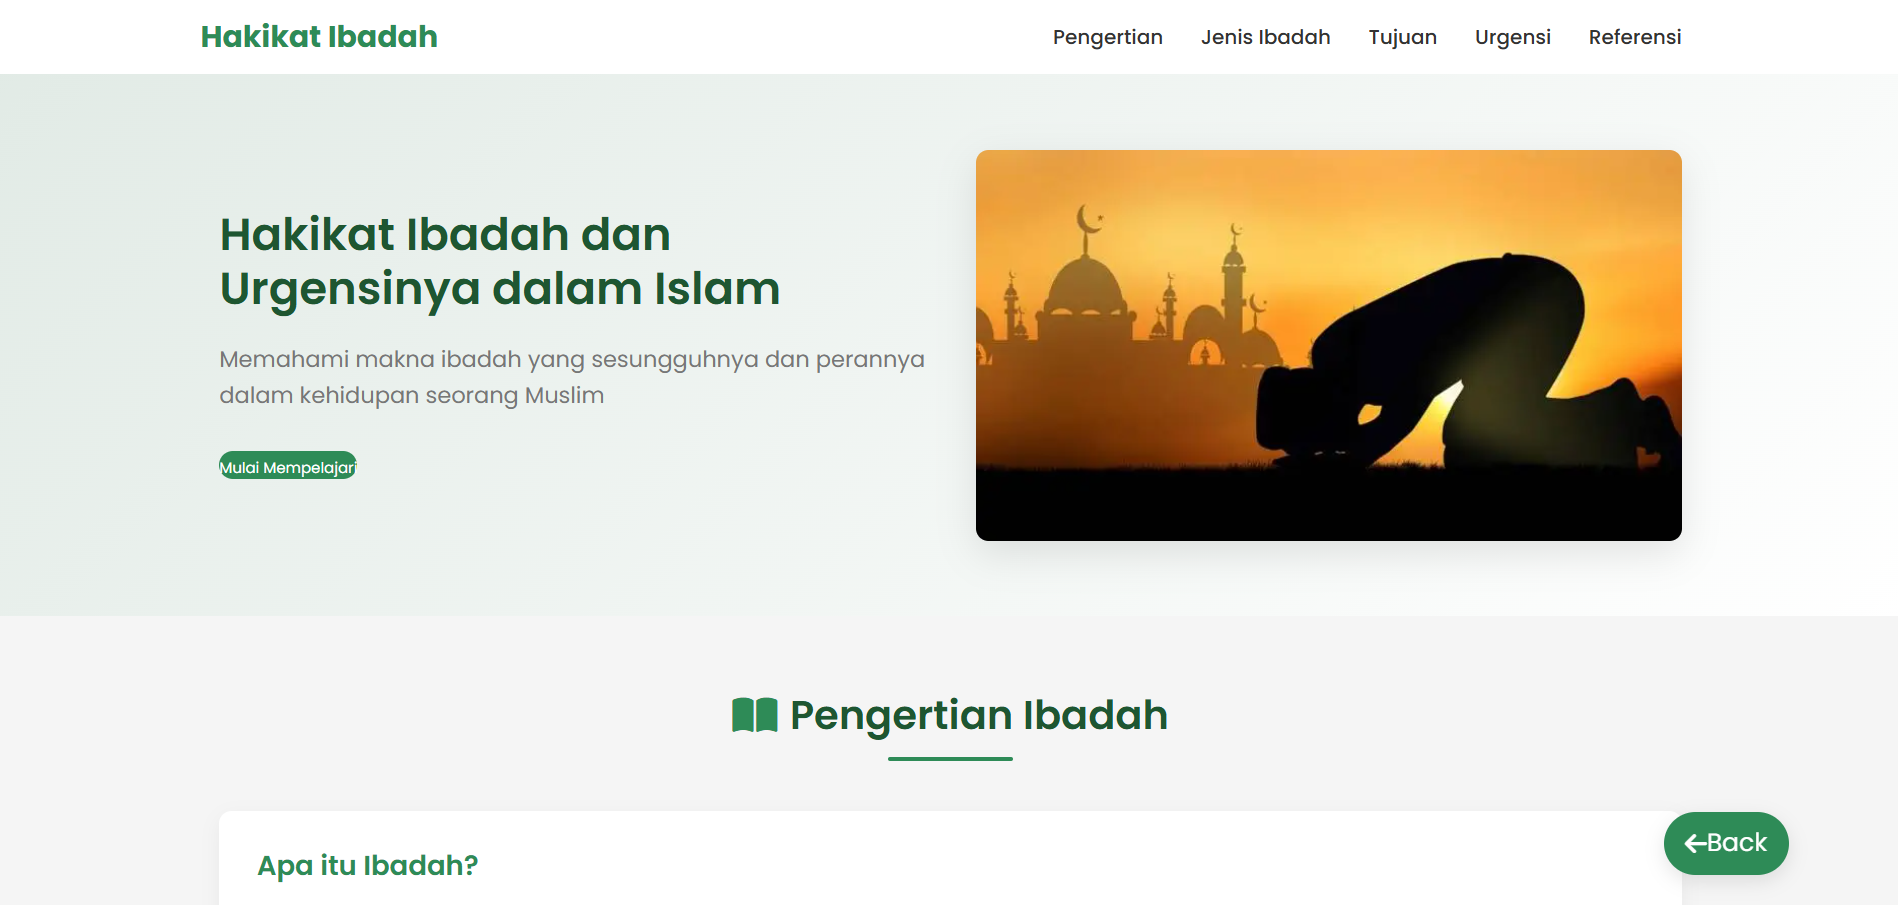 Hakikat Ibadah
Pengertian
Jenis Ibadah
Tujuan
Urgensi
Referensi
Hakikat Ibadah dan
Urgensinya dalam Islam
Memahami makna ibadah yang sesungguhnya dan perannya
dalam kehidupan seorang Muslim
Mulai Mempelajari
Pengertian Ibadah
Apa itu Ibadah?
Back